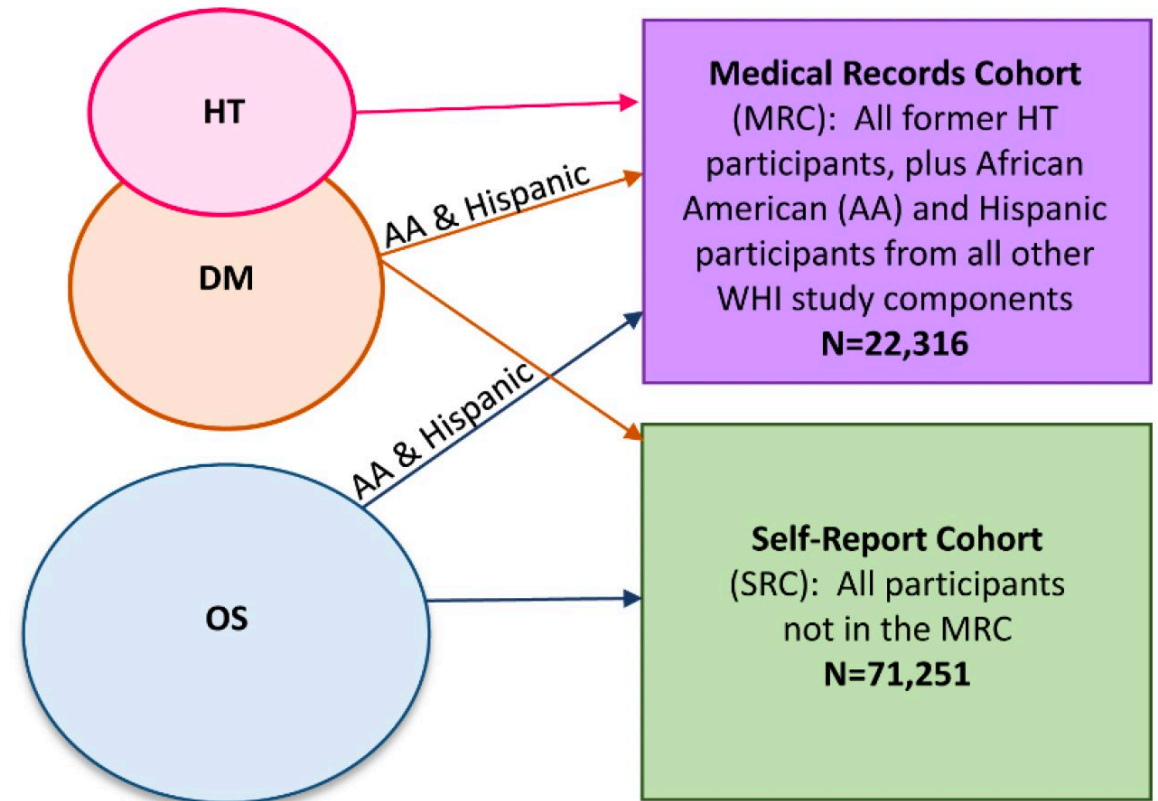 HT
DM
OS
AA & Hispanic
AA & Hispanic
Medical Records Cohort
(MRC):  All former HT
participants, plus African
American (AA) and Hispanic
participants from all other
WHI study components
N=22,316
Self-Report Cohort
(SRC):  All participants
not in the MRC
N=71,251